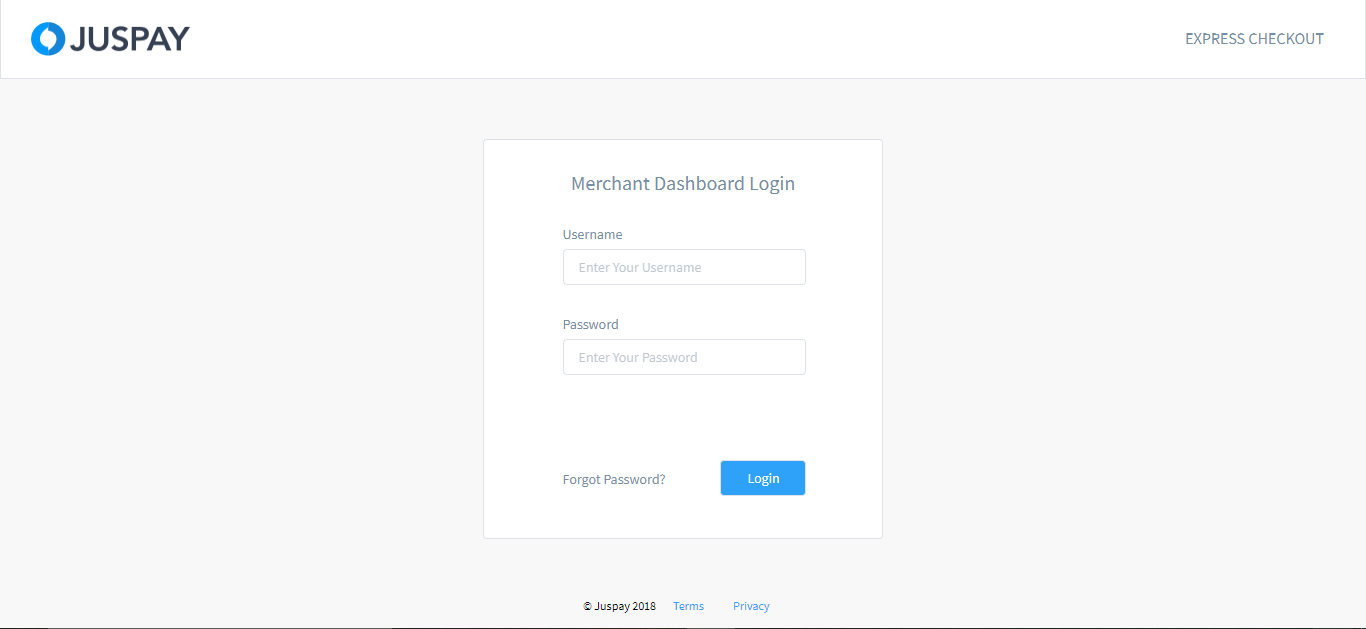 JUSPAY
EXPRESS CHECKOUT
Merchant Dashboard Login
Username
Enter Your Username
Password
Enter Your Password
Forgot Password?
Login
© Juspay 2018 Terms Privacy